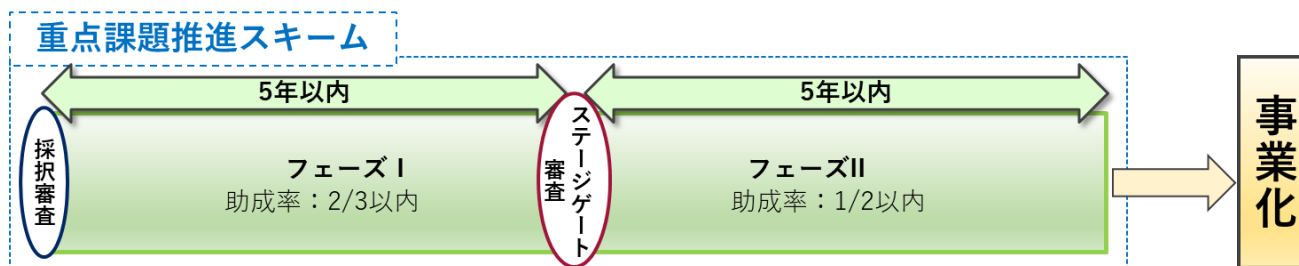 重点課題推進スキーム
5年以内
5年以内
採択審査
フェーズ I
助成率：2/3以内
ステージゲート
審査
フェーズII
助成率：1/2以内
事業化